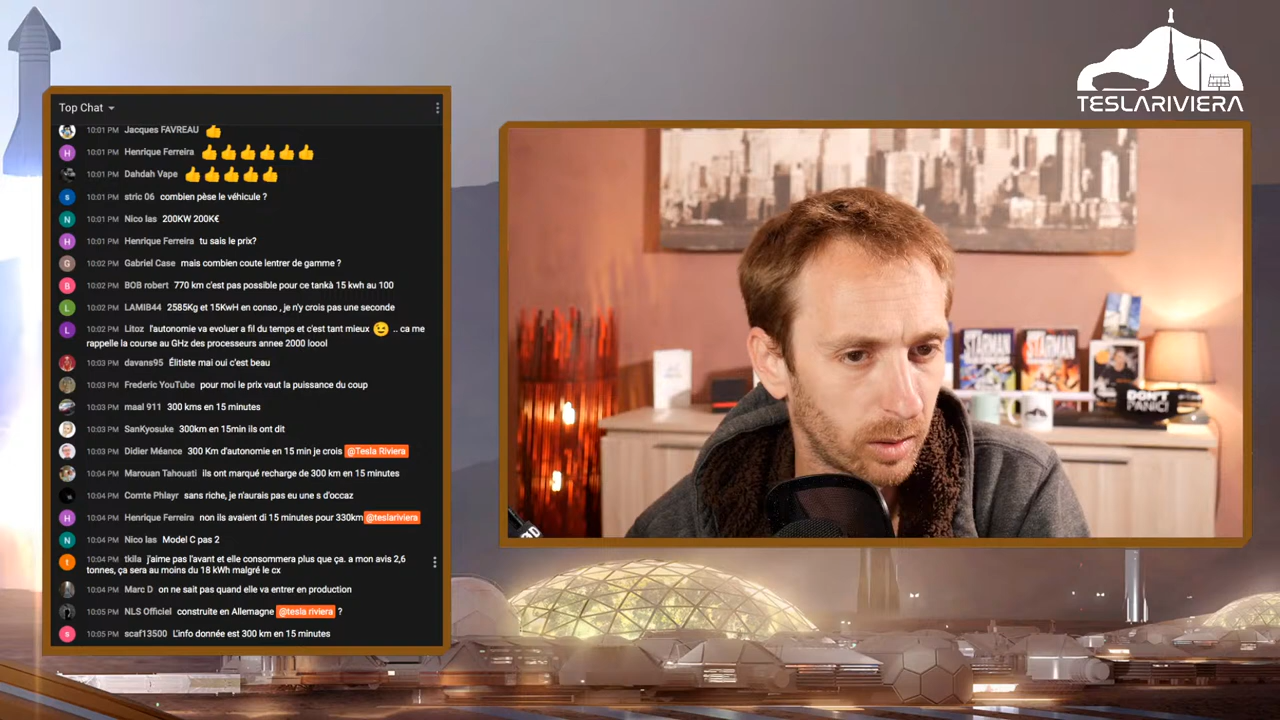 TESLARIVIERA
Top Chat
10:01 PM Jacques FAVREAU 👍
10:01 PM Henrique Ferreira 👍👍👍👍👍👍
10:01 PM Dahdah Vape 👍👍👍👍👍
s 10:01 PM stric 06 combien pèse le véhicule ?
N 10:01 PM Nico las 200KW 200K€
H 10:01 PM Henrique Ferreira tu sais le prix?
G 10:02 PM Gabriel Case mais combien coute lentrer de gamme ?
B 10:02 PM BOB robert 770 km c'est pas possible pour ce tankà 15 kwh au 100
L 10:02 PM LAMIB44 2585Kg et 15KwH en conso , je n'y crois pas une seconde
L 10:02 PM Litoz l'autonomie va evoluer a fil du temps et c'est tant mieux 😉 .. ca me
rappelle la course au GHz des processeurs annee 2000 loool
10:03 PM davans95 Élitiste mai oui c'est beau
10:03 PM Frederic YouTube pour moi le prix vaut la puissance du coup
10:03 PM maal 911 300 kms en 15 minutes
10:03 PM SanKyosuke 300km en 15min ils ont dit
10:03 PM Didier Méance 300 Km d'autonomie en 15 min je crois @Tesla Riviera
10:04 PM Marouan Tahouati ils ont marqué recharge de 300 km en 15 minutes
10:04 PM Comte Phlayr sans riche, je n'aurais pas eu une s d'occaz
H 10:04 PM Henrique Ferreira non ils avaient di 15 minutes pour 330km @teslariviera
N 10:04 PM Nico las Model C pas 2
t 10:04 PM tkila j'aime pas l'avant et elle consommera plus que ça. a mon avis 2,6
tonnes, ça sera au moins du 18 kWh malgré le cx
10:04 PM Marc D on ne sait pas quand elle va entrer en production
10:05 PM NLS Officiel construite en Allemagne @tesla riviera ?
s 10:05 PM scaf13500 L'info donnée est 300 km en 15 minutes
STARMAN
STARMAN
DON'T
PANIC!